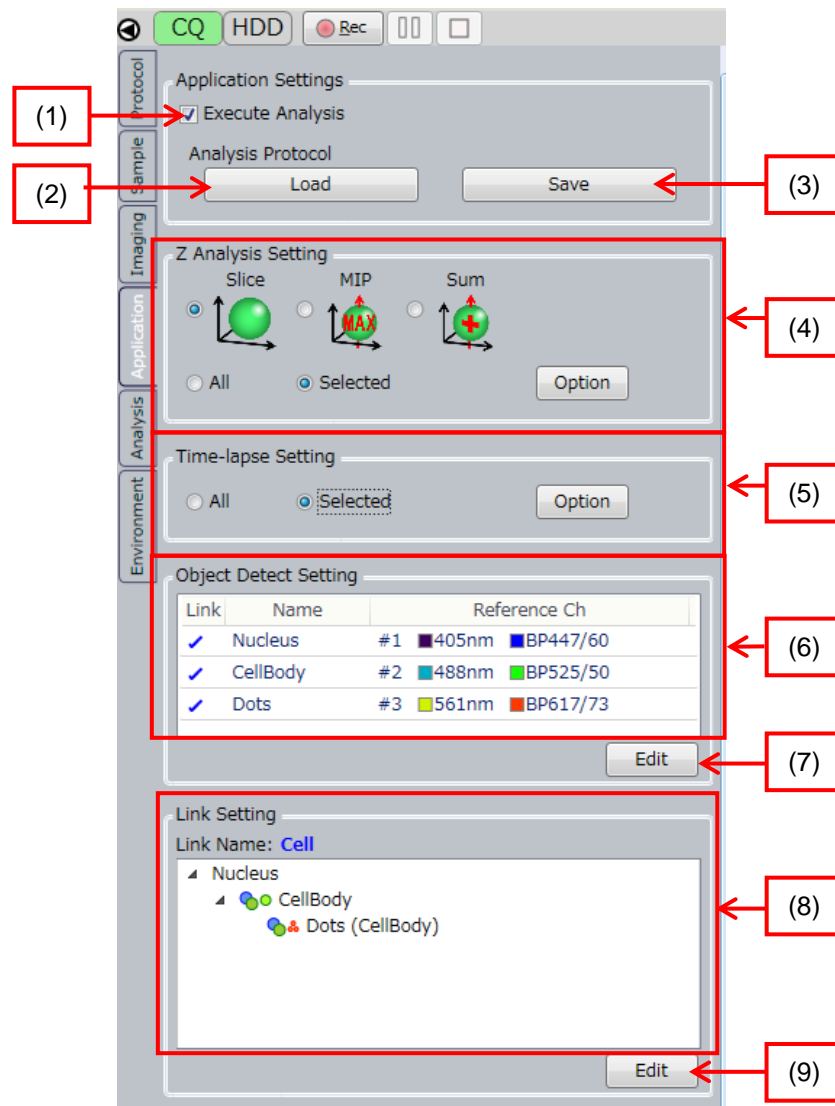 CQ HDD Rec
Protocol
Sample
Imaging
Application
Analysis
Environment
Application Settings
(1)
Execute Analysis
Analysis Protocol
(2)
Load Save
(3)
Z Analysis Setting
Slice MIP Sum
MAX
(4)
All Selected Option
Time-lapse Setting
(5)
All Selected Option
Object Detect Setting
Link Name Reference Ch
Nucleus #1 405nm BP447/60
(6)
CellBody #2 488nm BP525/50
Dots #3 561nm BP617/73
Edit
(7)
Link Setting
Link Name: Cell
Nucleus
CellBody
(8)
Dots (CellBody)
Edit
(9)